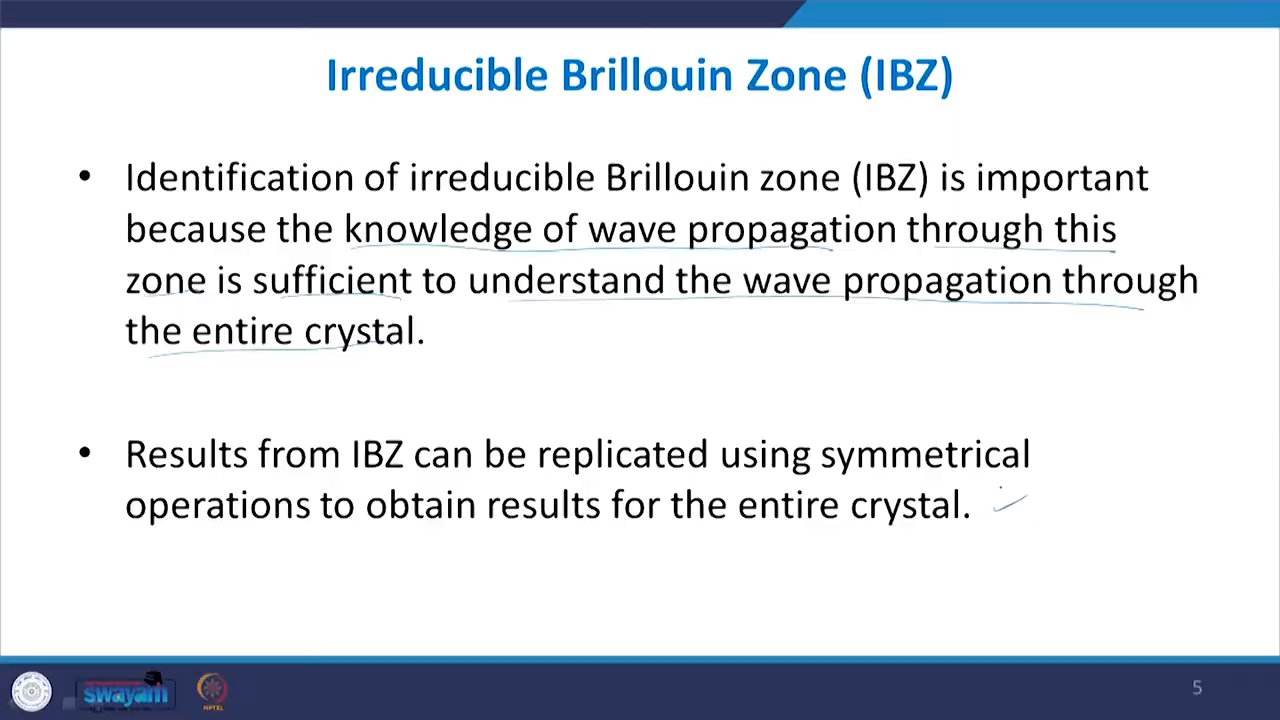 Irreducible Brillouin Zone (IBZ)
• Identification of irreducible Brillouin zone (IBZ) is important
because the knowledge of wave propagation through this
zone is sufficient to understand the wave propagation through
the entire crystal.
• Results from IBZ can be replicated using symmetrical
operations to obtain results for the entire crystal.
swayam
NPTEL
5